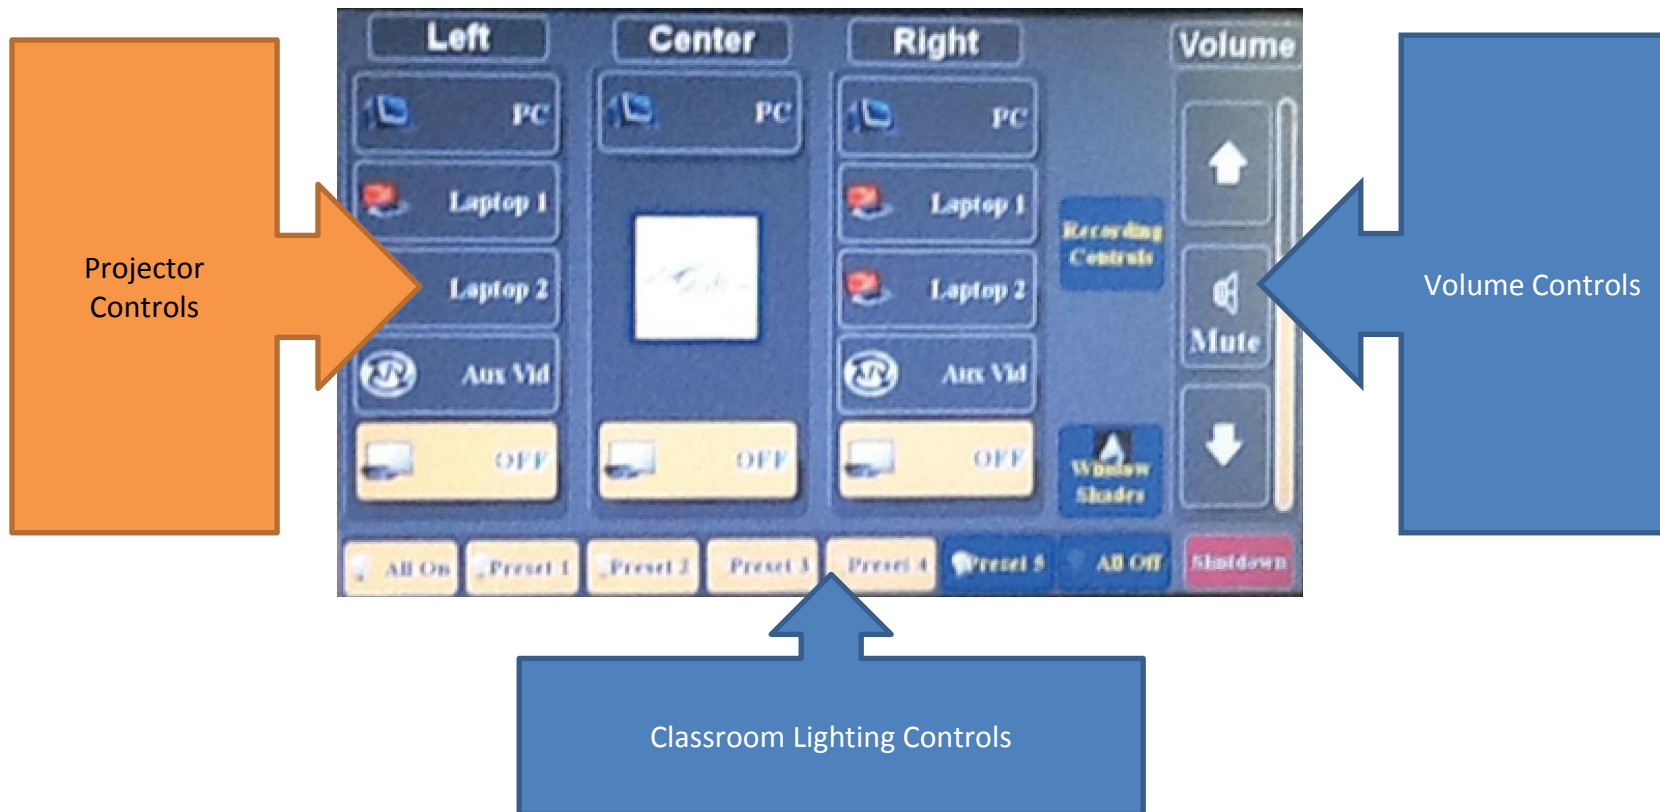 Left
Center
Right
Volume
PC
PC
PC
Laptop 1
Laptop 1
Recording
Controls
Projector
Controls
Laptop 2
Laptop 2
Mute
Volume Controls
Aux Vid
Aux Vid
OFF
OFF
OFF
Window
Shades
All On
Preset 1
Preset 2
Preset 3
Preset 4
Preset 5
All Off
Shutdown
Classroom Lighting Controls